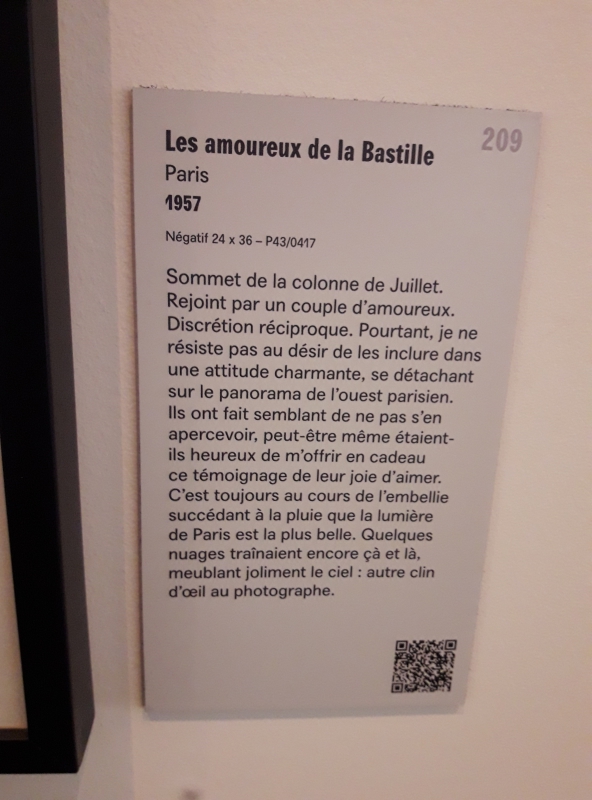 209
Les amoureux de la Bastille
Paris
1957
Négatif 24 x 36 – P43/0417
Sommet de la colonne de Juillet.
Rejoint par un couple d'amoureux.
Discrétion réciproque. Pourtant, je ne
résiste pas au désir de les inclure dans
une attitude charmante, se détachant
sur le panorama de l'ouest parisien.
Ils ont fait semblant de ne pas s'en
apercevoir, peut-être même étaient-
ils heureux de m'offrir en cadeau
ce témoignage de leur joie d'aimer.
C'est toujours au cours de l'embellie
succédant à la pluie que la lumière
de Paris est la plus belle. Quelques
nuages traînaient encore çà et là,
meublant joliment le ciel : autre clin
d'œil au photographe.